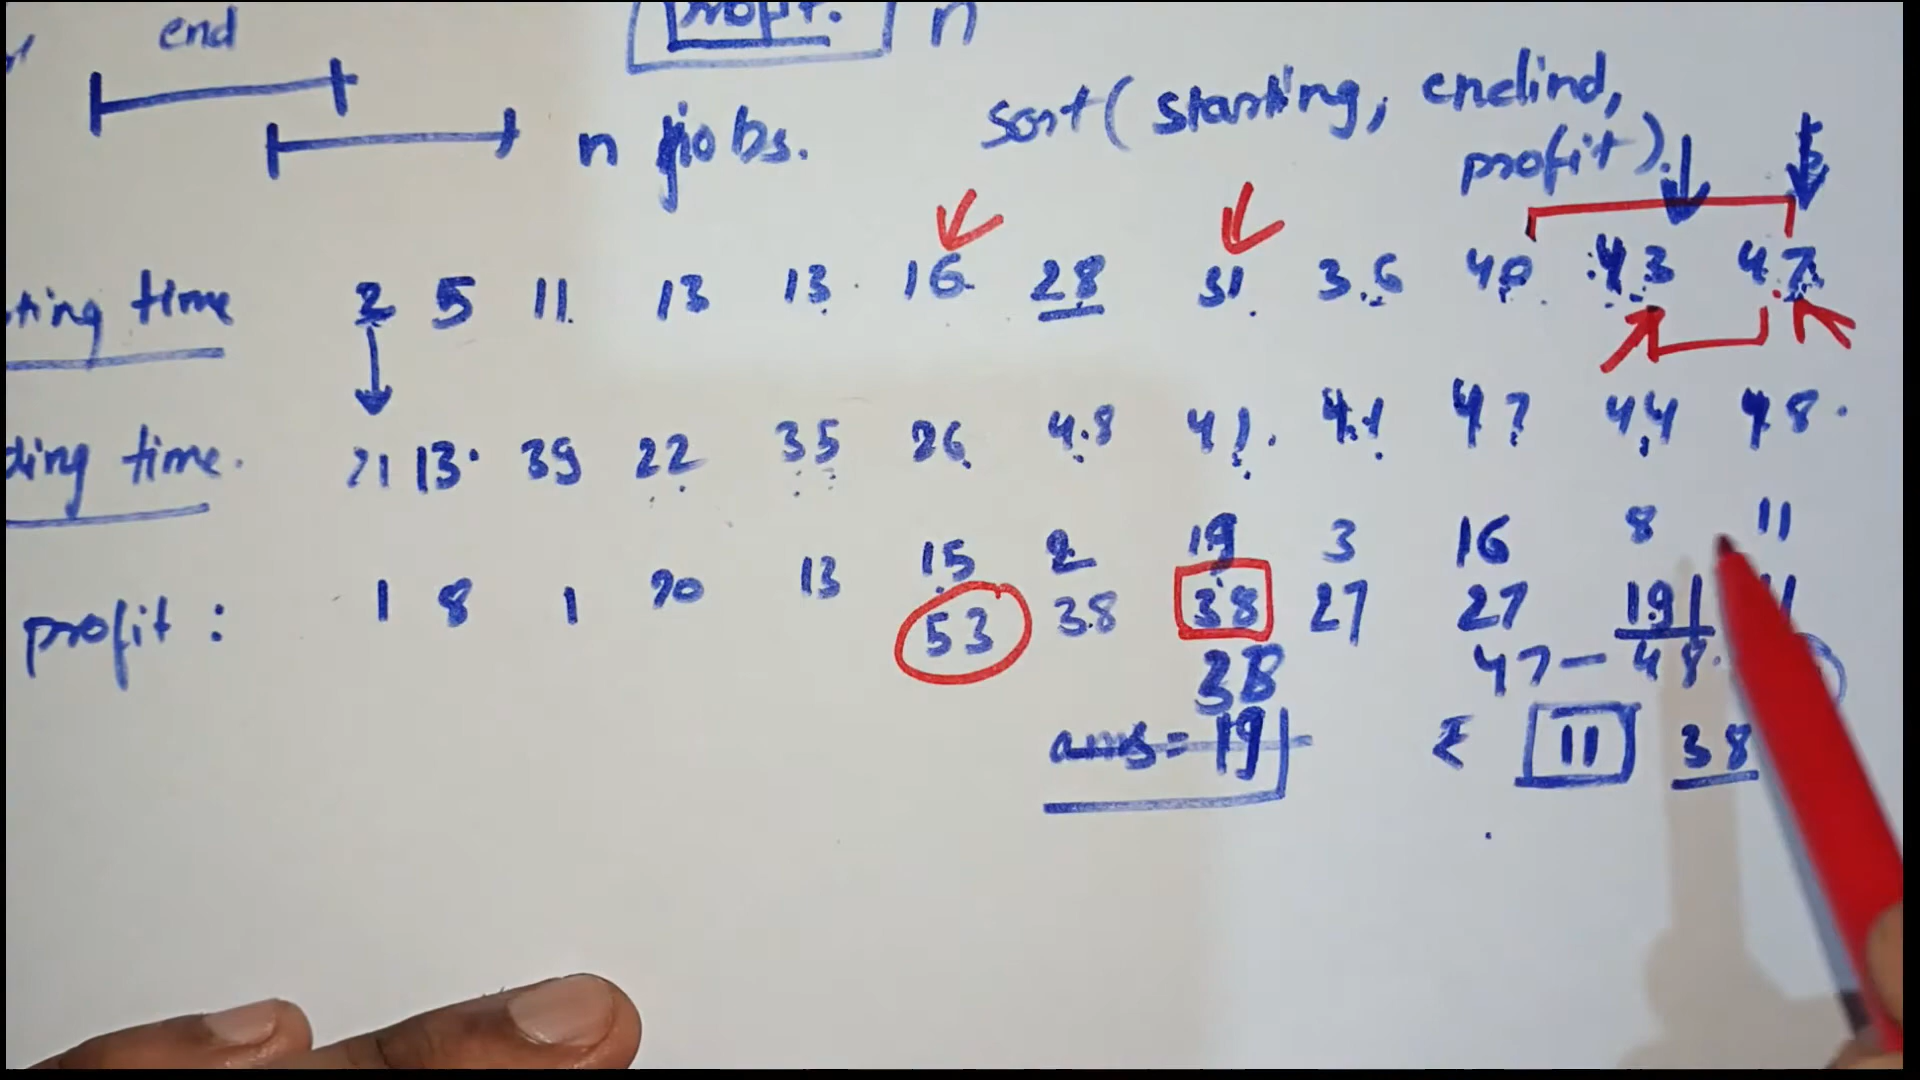 end
profit. n
n jobs.
sort( starting, endind,
profit).
ting time 2 5 11 13 13 16 28 31 36 40 43 47
ding time. 21 13 39 22 35 26 48 41 41 47 44 48
15 2 19 3 16 8 11
profit : 1 8 1 20 13 53 38 38 27 27 19 11
38 47 - 48
ans = 19 ₹ 11 38